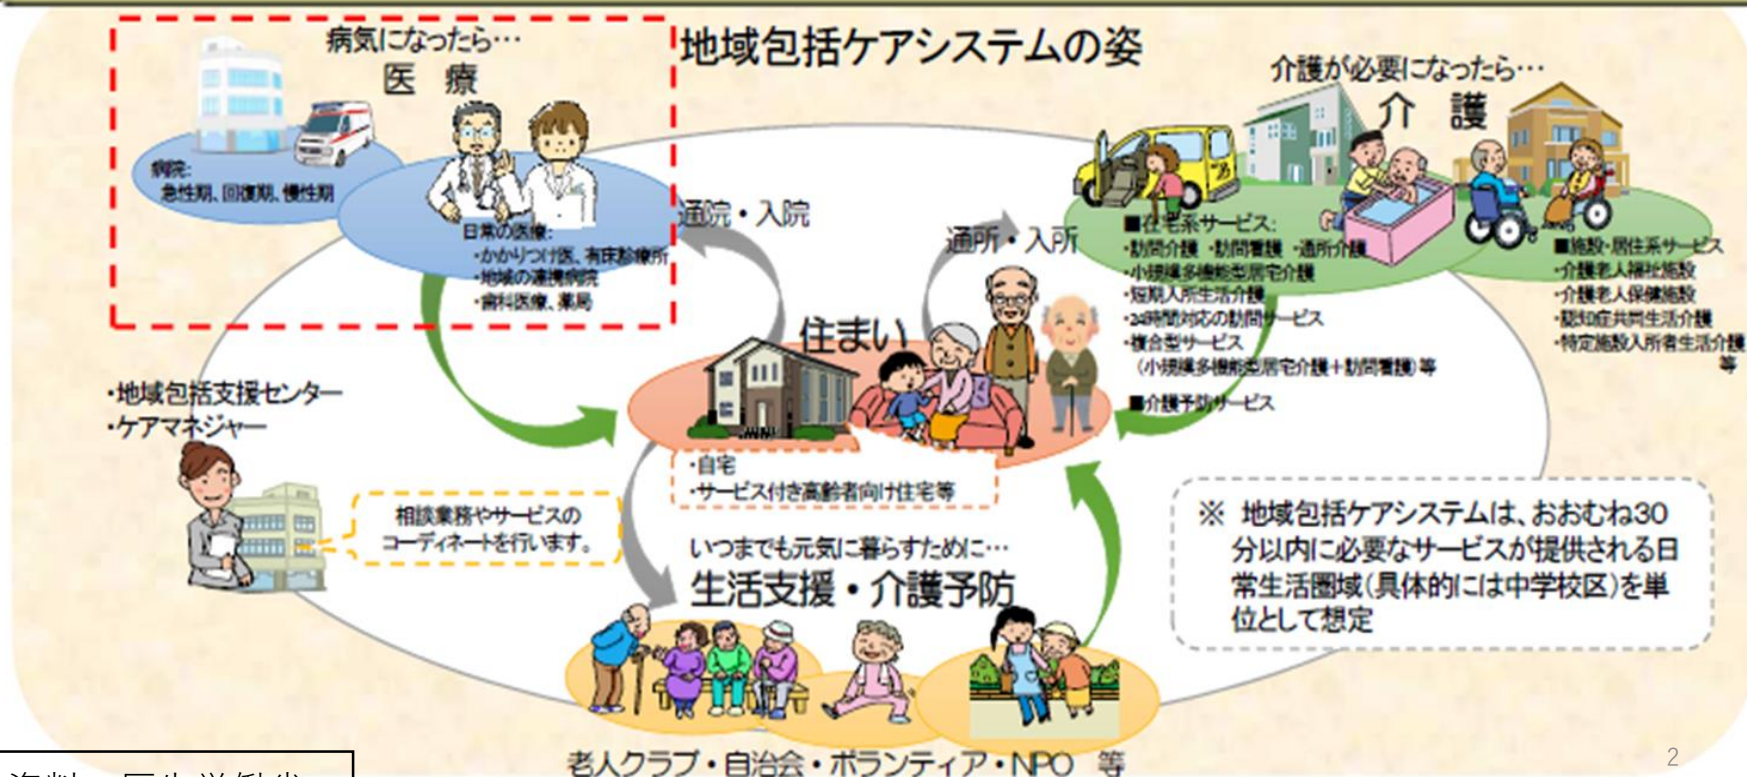 地域包括ケアシステムの姿
病気になったら…
医　療
病院:
急性期、回復期、慢性期
日常の医療:
・かかりつけ医、有床診療所
・地域の連携病院
・歯科医療、薬局
通院・入院
通所・入所
介護が必要になったら…
介　護
■在宅系サービス:
・訪問介護 ・訪問看護 ・通所介護
・小規模多機能型居宅介護
・短期入所生活介護
・24時間対応の訪問サービス
・複合型サービス
（小規模多機能型居宅介護＋訪問看護）等
■介護予防サービス
■施設・居住系サービス
・介護老人福祉施設
・介護老人保健施設
・認知症共同生活介護
・特定施設入所者生活介護
等
住まい
・自宅
・サービス付き高齢者向け住宅等
・地域包括支援センター
・ケアマネジャー
相談業務やサービスの
コーディネートを行います。
いつまでも元気に暮らすために…
生活支援・介護予防
※　地域包括ケアシステムは、おおむね30
分以内に必要なサービスが提供される日
常生活圏域（具体的には中学校区）を単
位として想定
老人クラブ・自治会・ボランティア・NPO　等
2